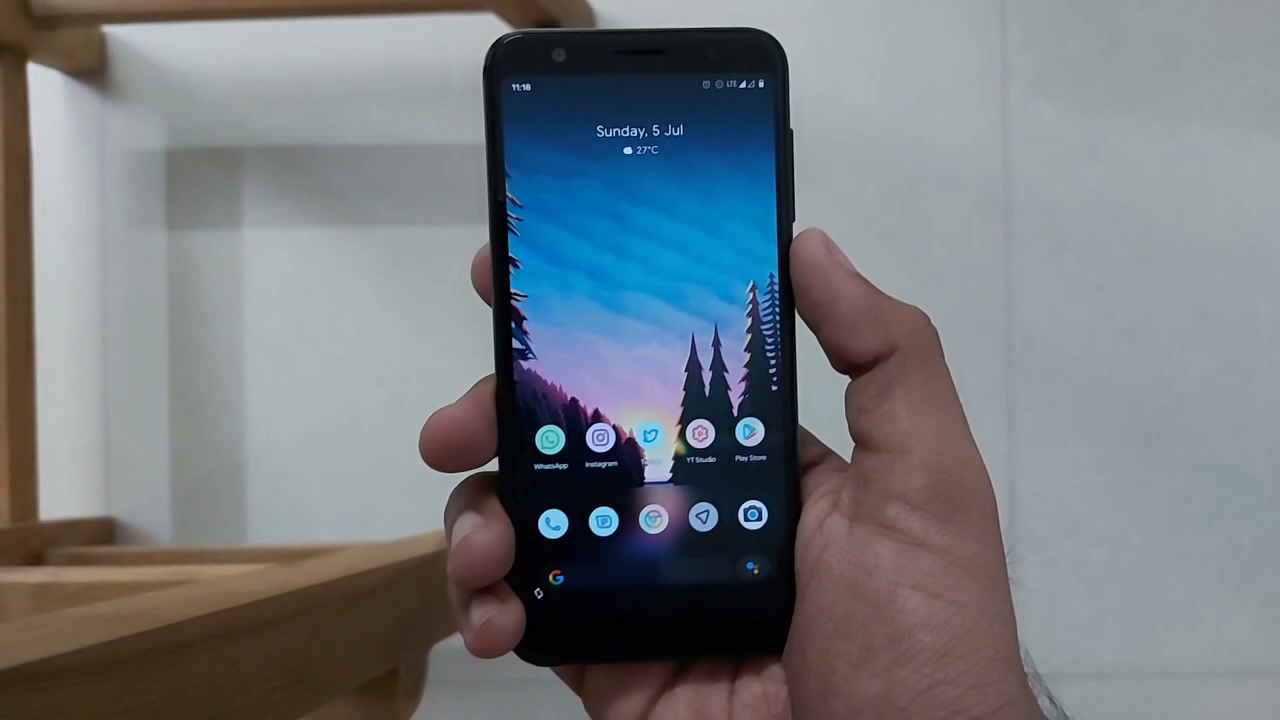 11:18
LTE
Sunday, 5 Jul
27°C
WhatsApp
Instagram
YT Studio
Play Store